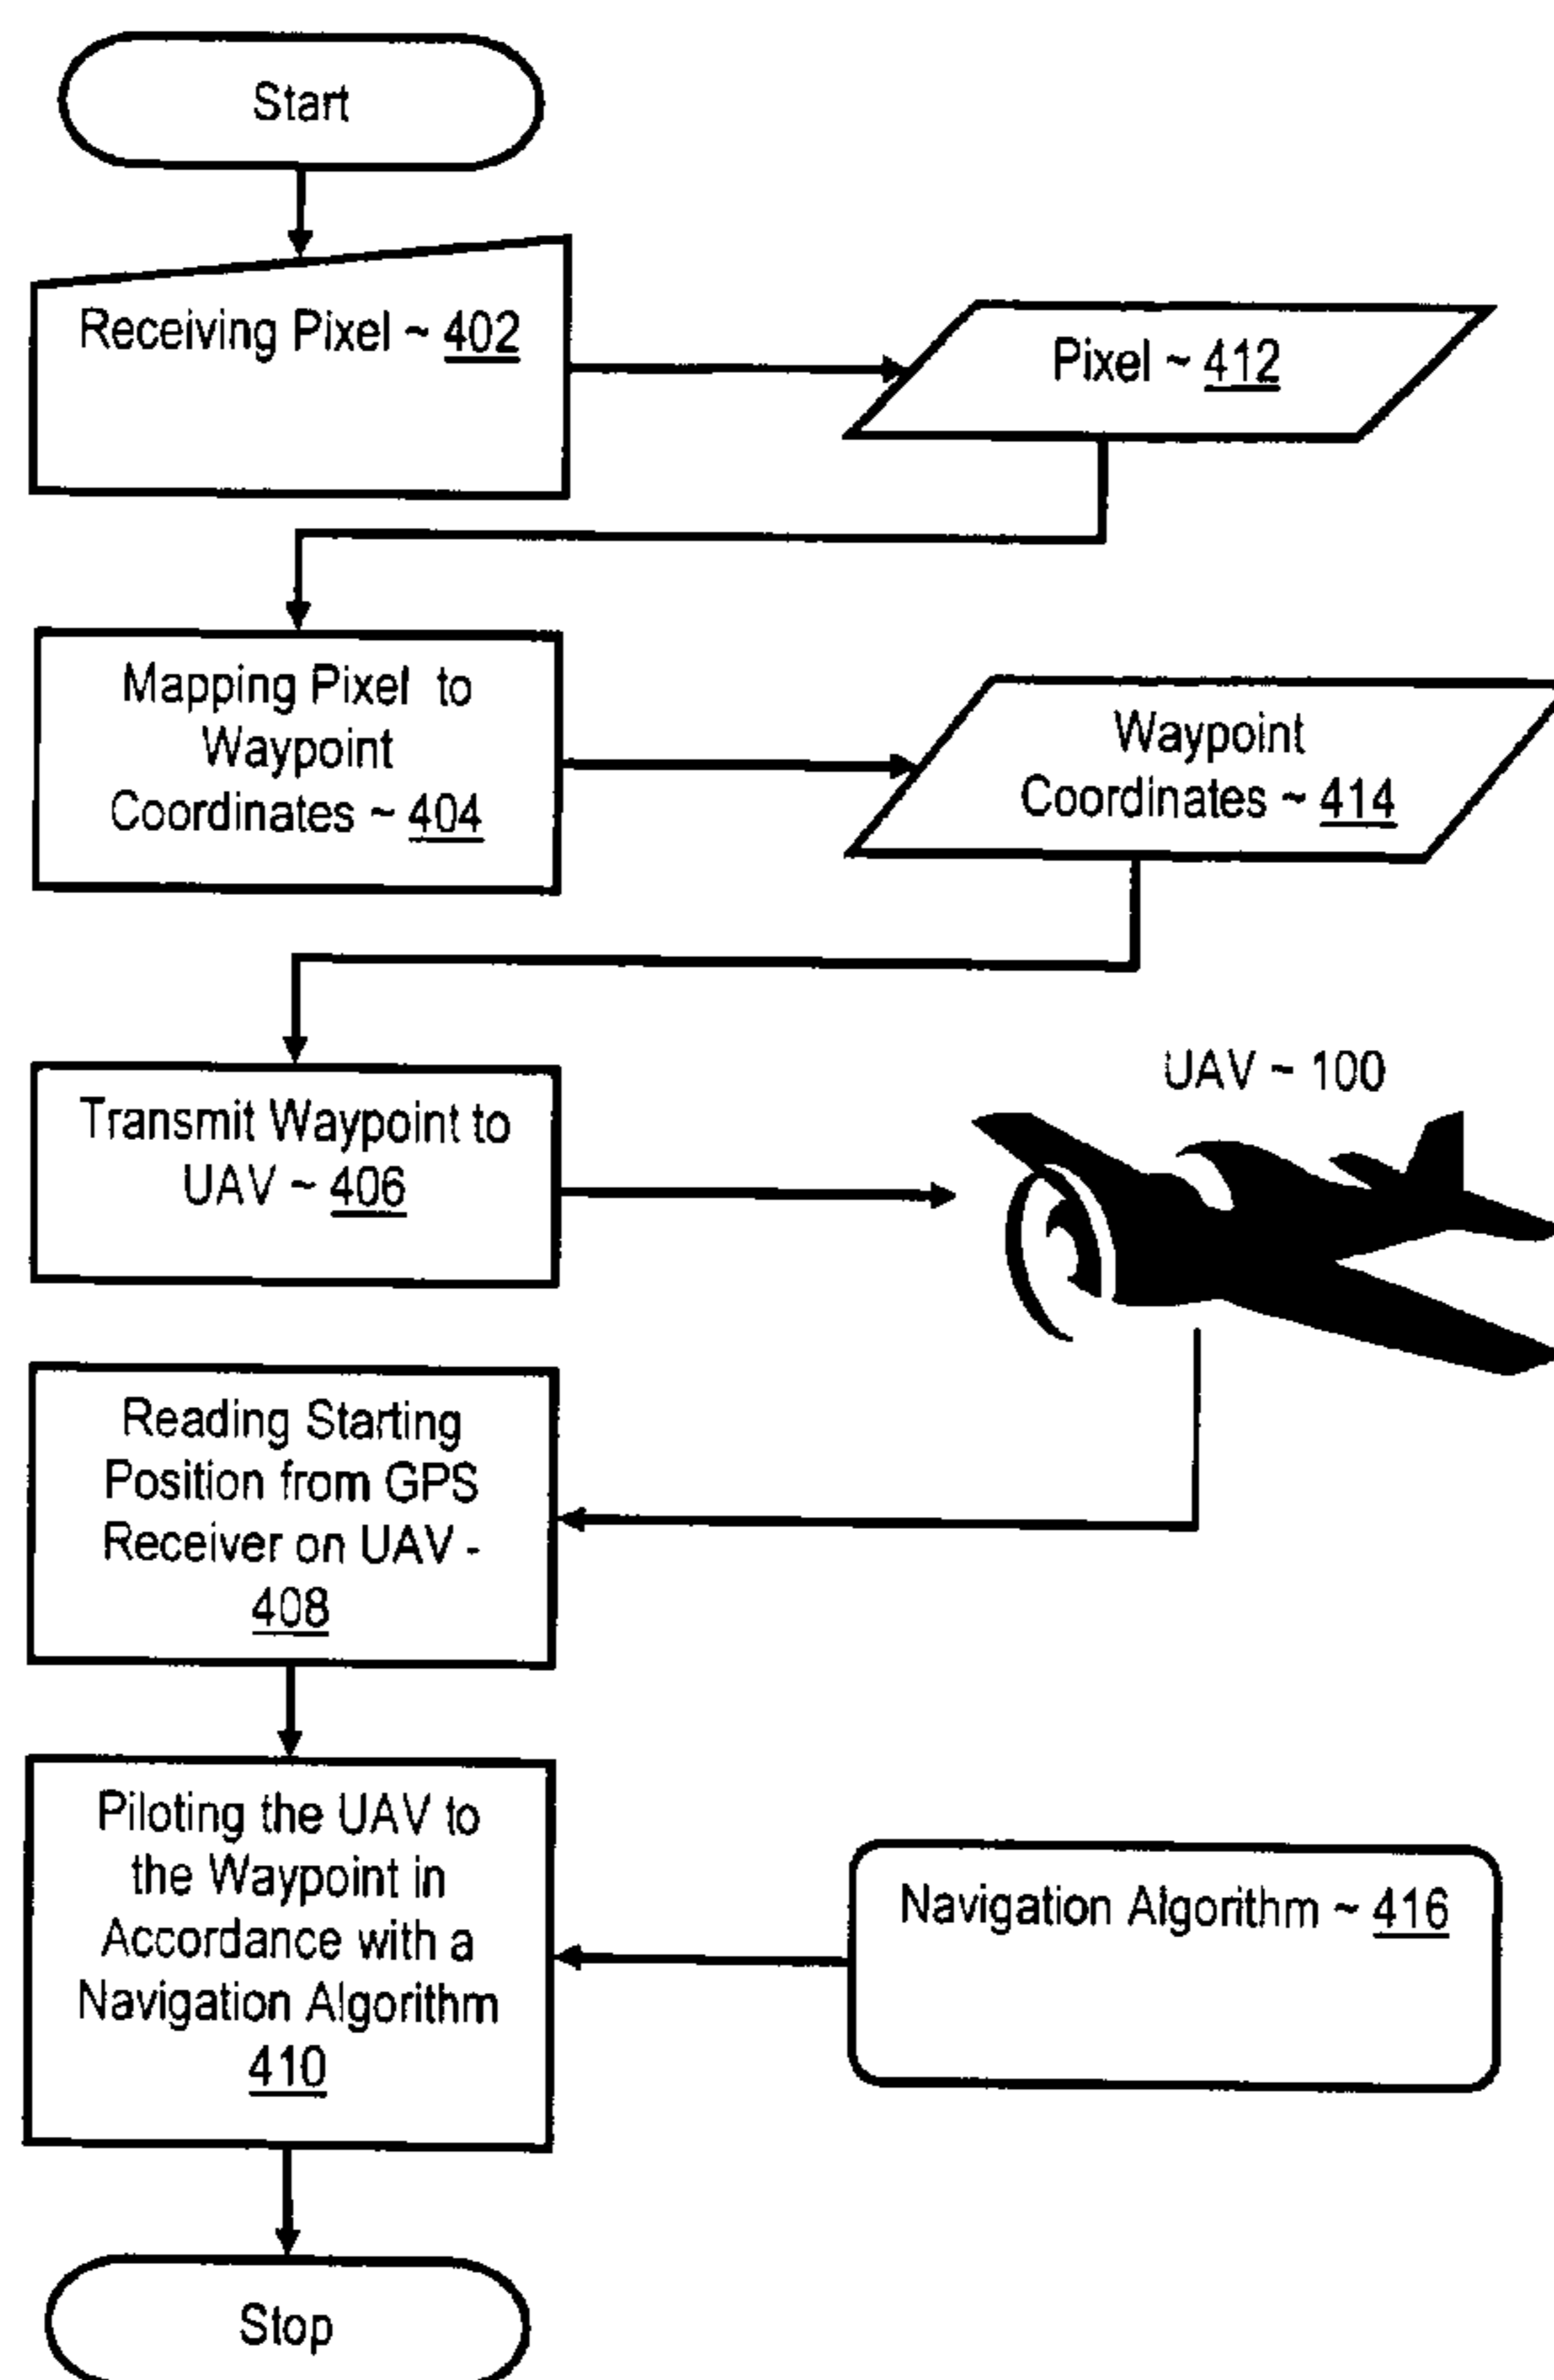 Start
Receiving Pixel ~ 402
Pixel ~ 412
Mapping Pixel to
Waypoint
Coordinates ~ 404
Waypoint
Coordinates ~ 414
Transmit Waypoint to
UAV ~ 406
UAV ~ 100
Reading Starting
Position from GPS
Receiver on UAV -
408
Piloting the UAV to
the Waypoint in
Accordance with a
Navigation Algorithm
410
Navigation Algorithm ~ 416
Stop